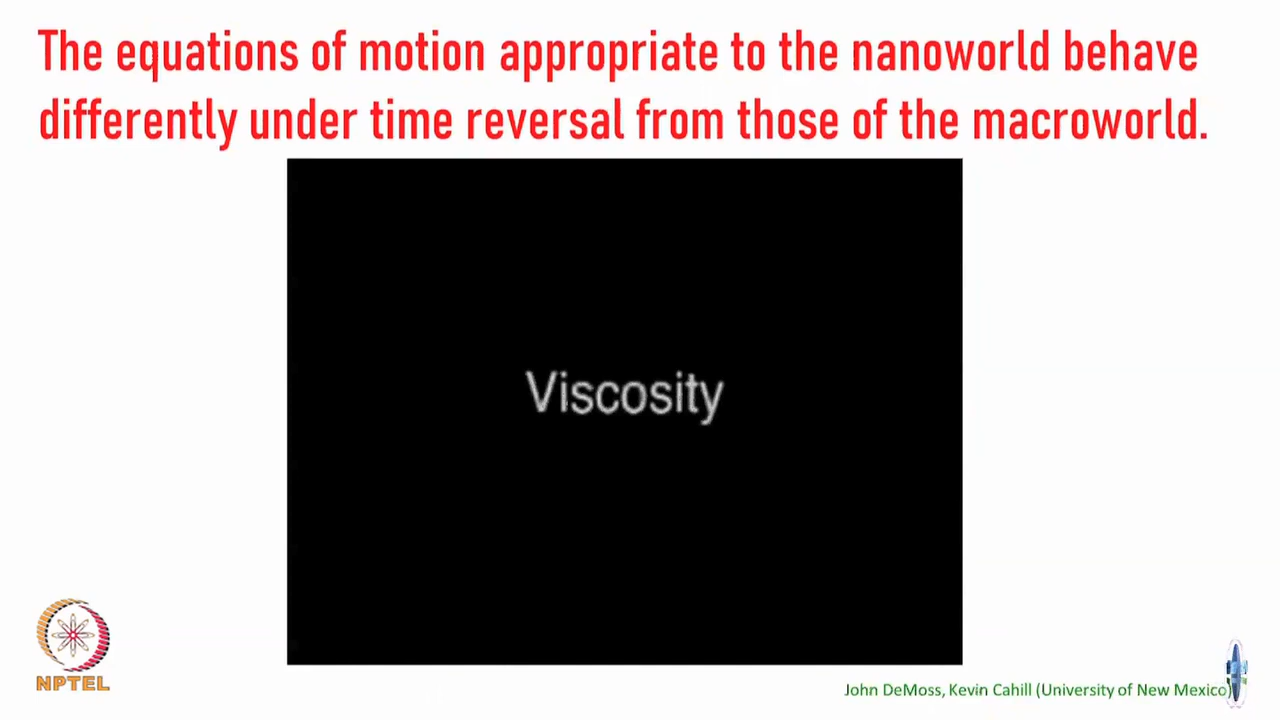 The equations of motion appropriate to the nanoworld behave
differently under time reversal from those of the macroworld.
Viscosity
NPTEL
John DeMoss, Kevin Cahill (University of New Mexico)